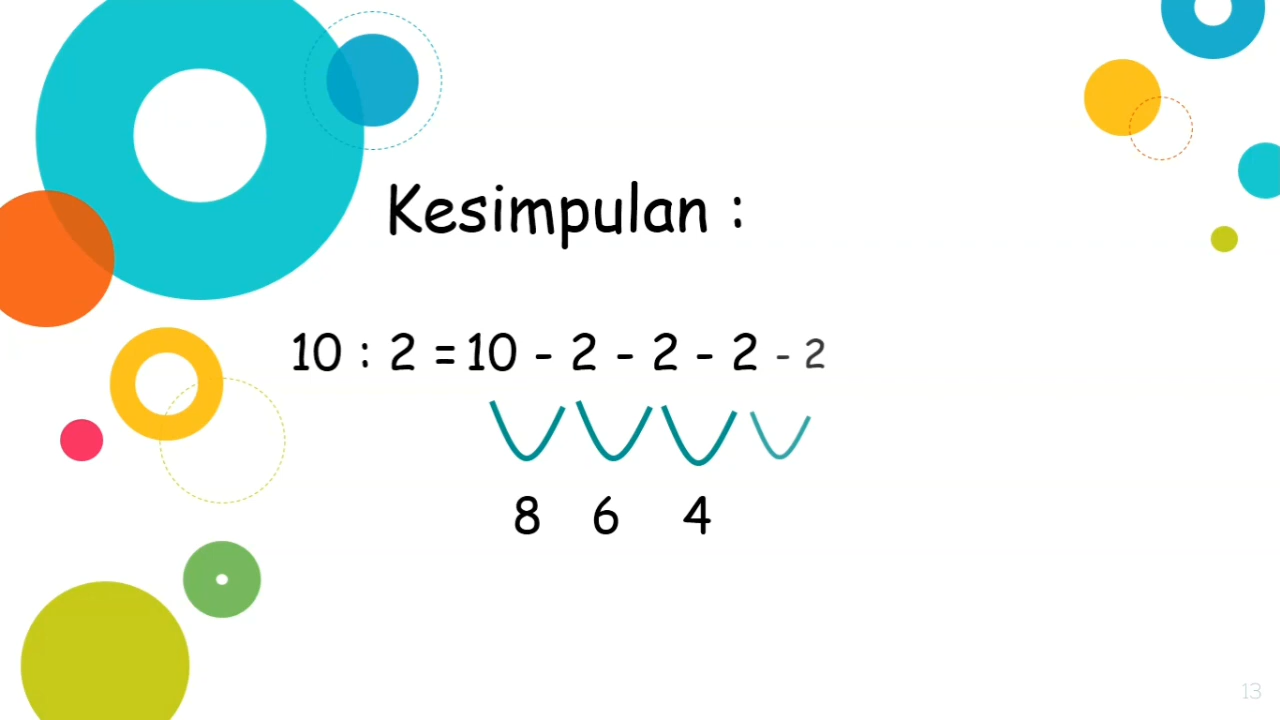 Kesimpulan :
10 : 2 = 10 - 2 - 2 - 2 - 2
8 6 4
13